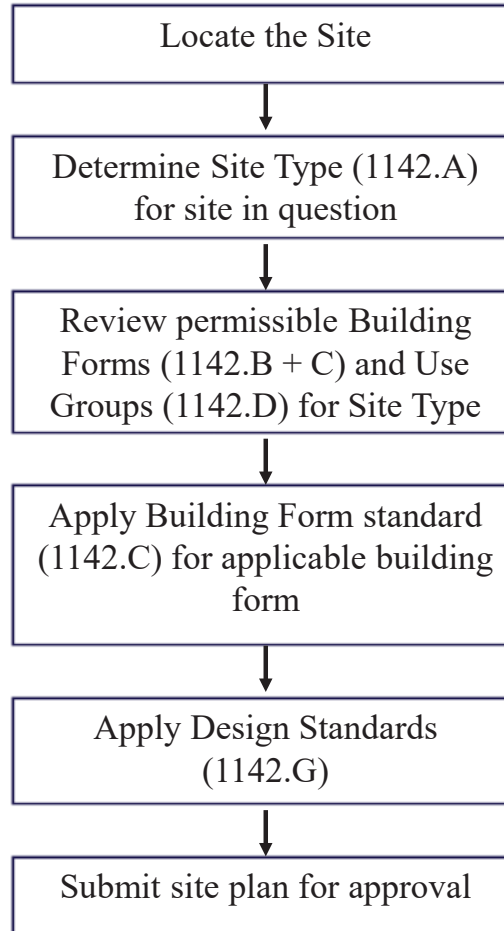 Locate the Site
Determine Site Type (1142.A)
for site in question
Review permissible Building
Forms (1142.B + C) and Use
Groups (1142.D) for Site Type
Apply Building Form standard
(1142.C) for applicable building
form
Apply Design Standards
(1142.G)
Submit site plan for approval